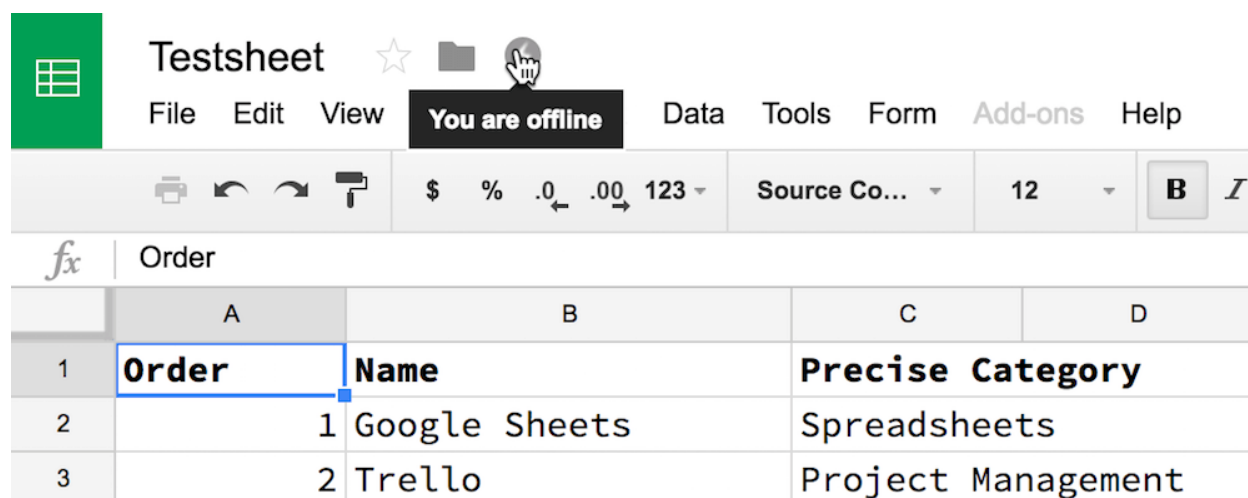 Testsheet
File Edit View You are offline Data Tools Form Add-ons Help
$ % .0 .00 123 Source Co... 12 B I
fx Order
A B C D
1 Order Name Precise Category
2 1 Google Sheets Spreadsheets
3 2 Trello Project Management